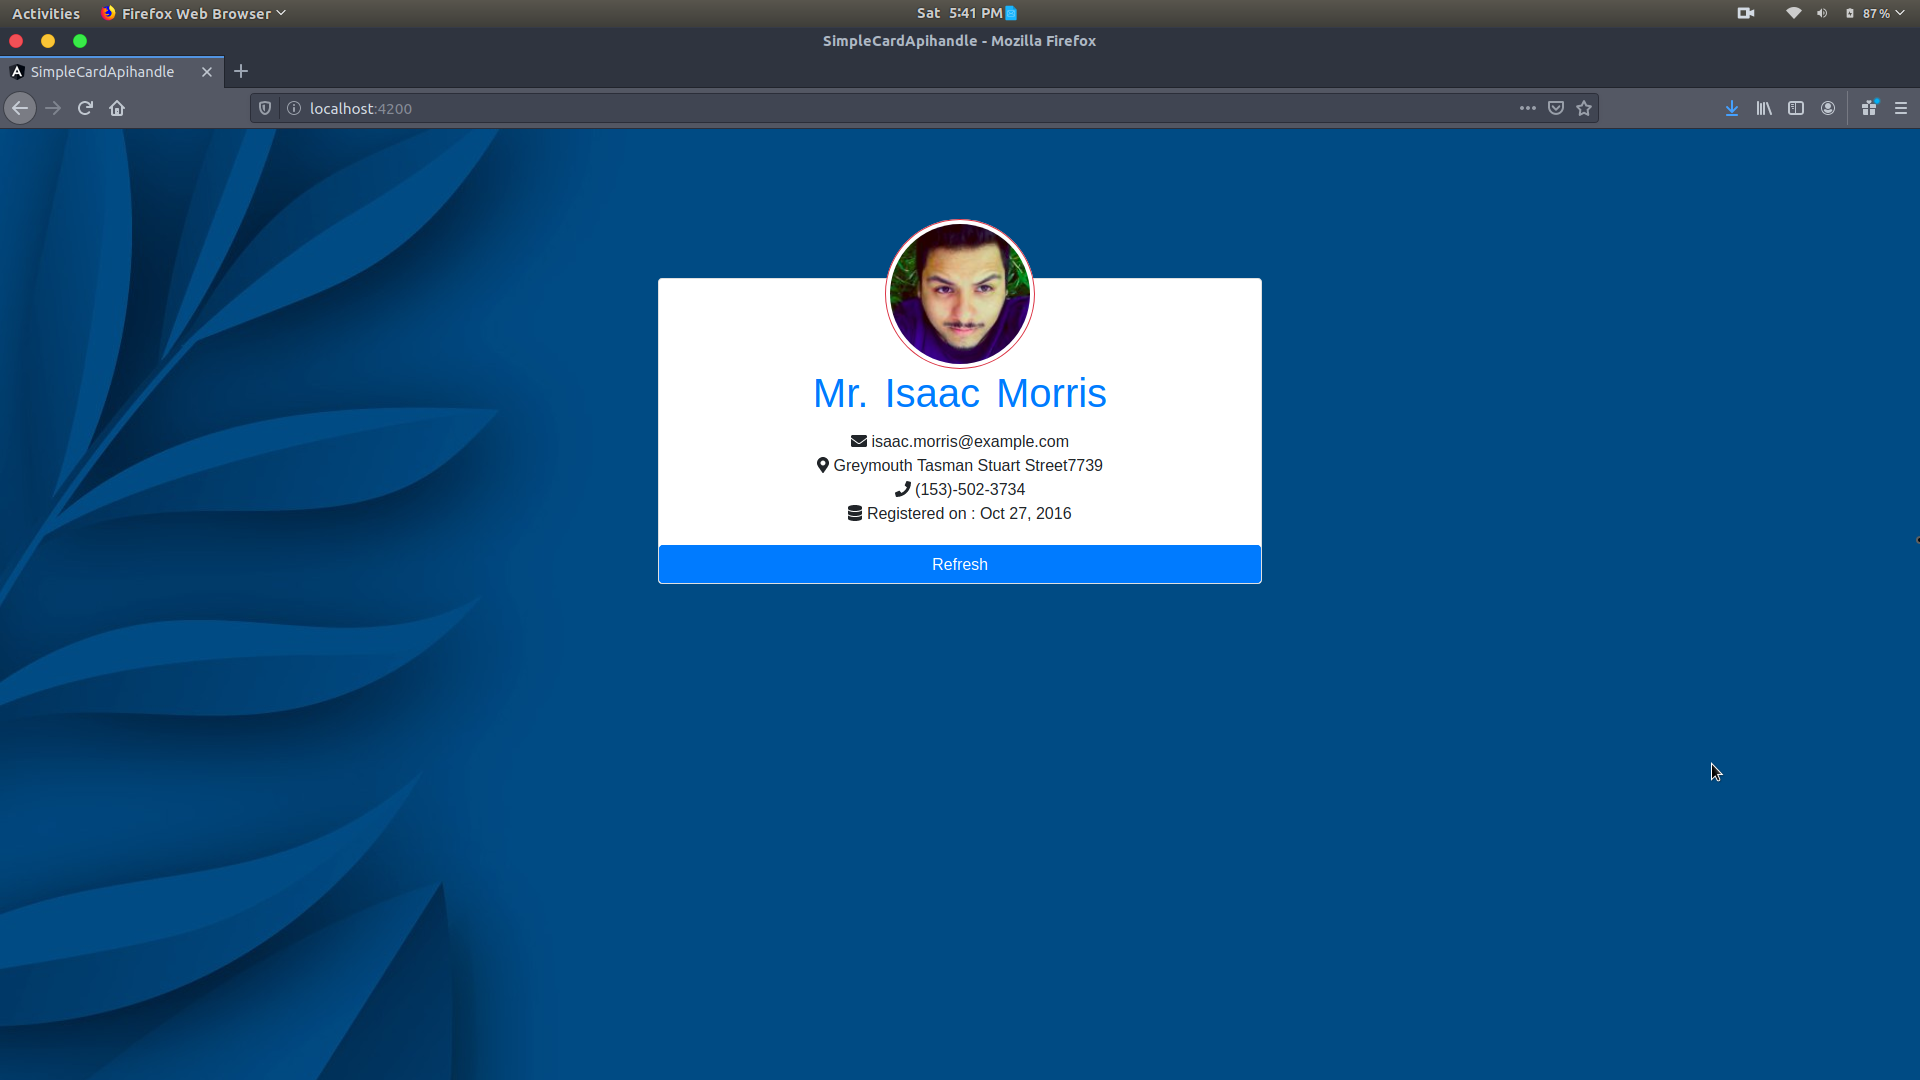 Activities Firefox Web Browser Sat 5:41 PM 87 %
SimpleCardApihandle - Mozilla Firefox
SimpleCardApihandle
localhost:4200
Mr. Isaac Morris
isaac.morris@example.com
Greymouth Tasman Stuart Street7739
(153)-502-3734
Registered on : Oct 27, 2016
Refresh